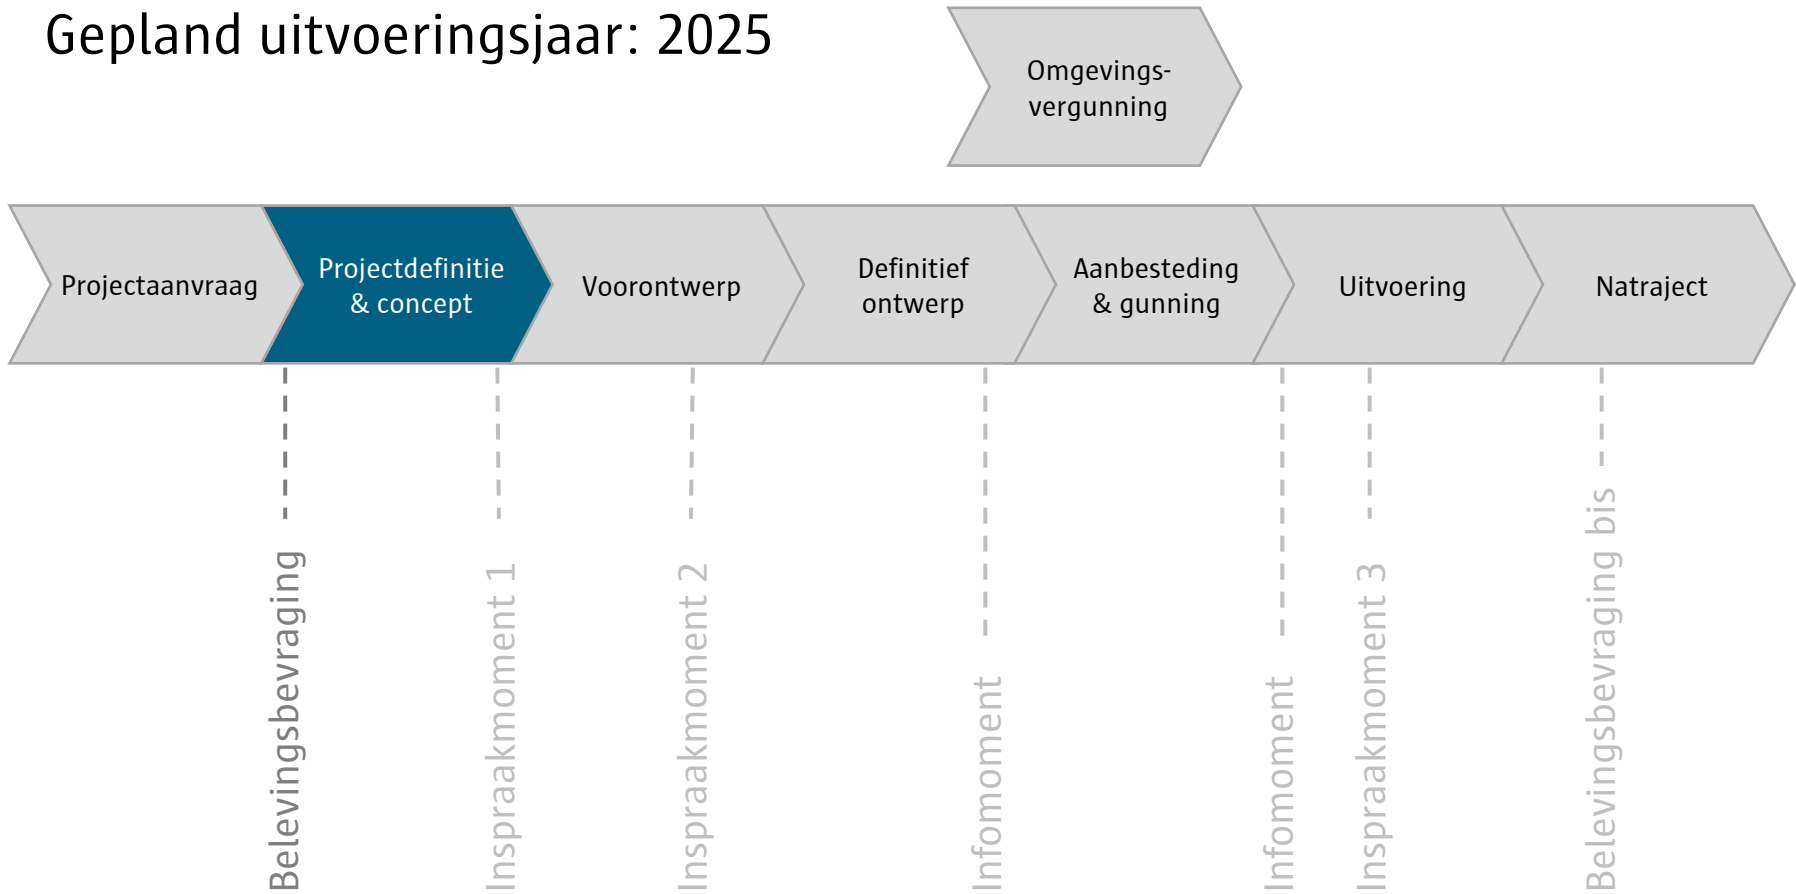 Gepland uitvoeringsjaar: 2025
Omgevings-
vergunning
Projectaanvraag
Projectdefinitie
& concept
Voorontwerp
Definitief
ontwerp
Aanbesteding
& gunning
Uitvoering
Natraject
Belevingsbevraging
Inspraakmoment 1
Inspraakmoment 2
Infomoment
Infomoment
Inspraakmoment 3
Belevingsbevraging bis